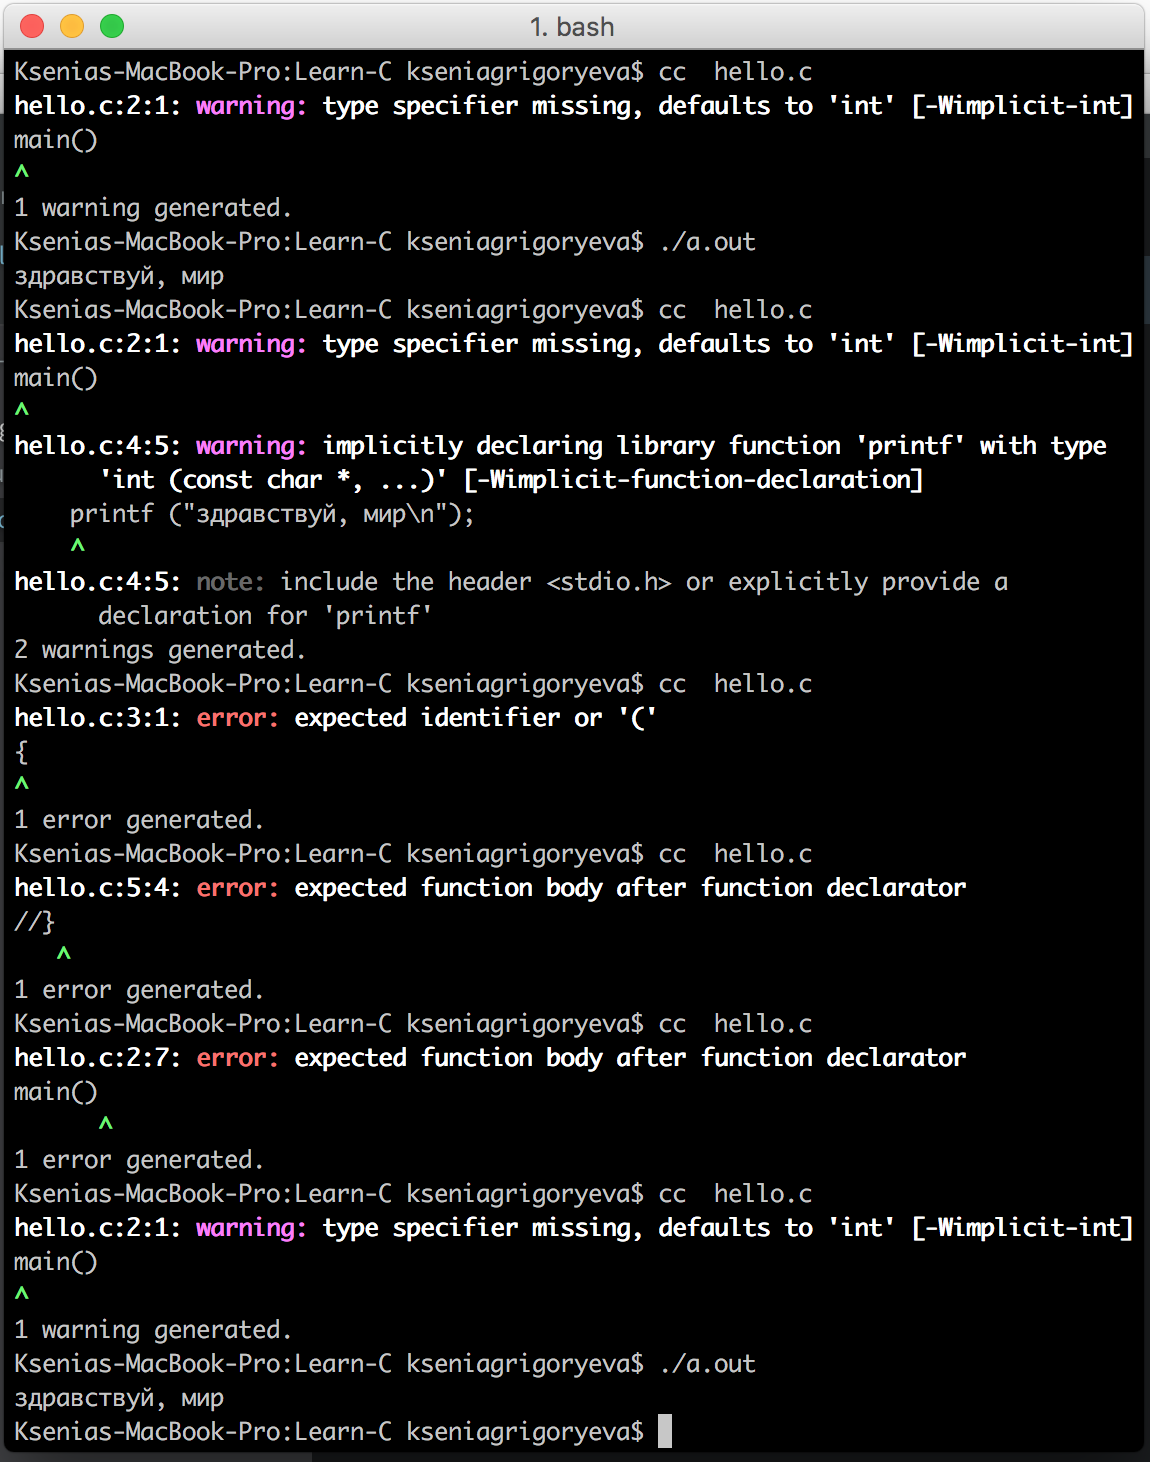 1. bash
Ksenias-MacBook-Pro:Learn-C kseniagrigoryeva$ cc  hello.c
hello.c:2:1: warning: type specifier missing, defaults to 'int' [-Wimplicit-int]
main()
^
1 warning generated.
Ksenias-MacBook-Pro:Learn-C kseniagrigoryeva$ ./a.out
здравствуй, мир
Ksenias-MacBook-Pro:Learn-C kseniagrigoryeva$ cc  hello.c
hello.c:2:1: warning: type specifier missing, defaults to 'int' [-Wimplicit-int]
main()
^
hello.c:4:5: warning: implicitly declaring library function 'printf' with type
      'int (const char *, ...)' [-Wimplicit-function-declaration]
    printf ("здравствуй, мир\n");
    ^
hello.c:4:5: note: include the header <stdio.h> or explicitly provide a
      declaration for 'printf'
2 warnings generated.
Ksenias-MacBook-Pro:Learn-C kseniagrigoryeva$ cc  hello.c
hello.c:3:1: error: expected identifier or '('
{
^
1 error generated.
Ksenias-MacBook-Pro:Learn-C kseniagrigoryeva$ cc  hello.c
hello.c:5:4: error: expected function body after function declarator
//}
   ^
1 error generated.
Ksenias-MacBook-Pro:Learn-C kseniagrigoryeva$ cc  hello.c
hello.c:2:7: error: expected function body after function declarator
main()
      ^
1 error generated.
Ksenias-MacBook-Pro:Learn-C kseniagrigoryeva$ cc  hello.c
hello.c:2:1: warning: type specifier missing, defaults to 'int' [-Wimplicit-int]
main()
^
1 warning generated.
Ksenias-MacBook-Pro:Learn-C kseniagrigoryeva$ ./a.out
здравствуй, мир
Ksenias-MacBook-Pro:Learn-C kseniagrigoryeva$